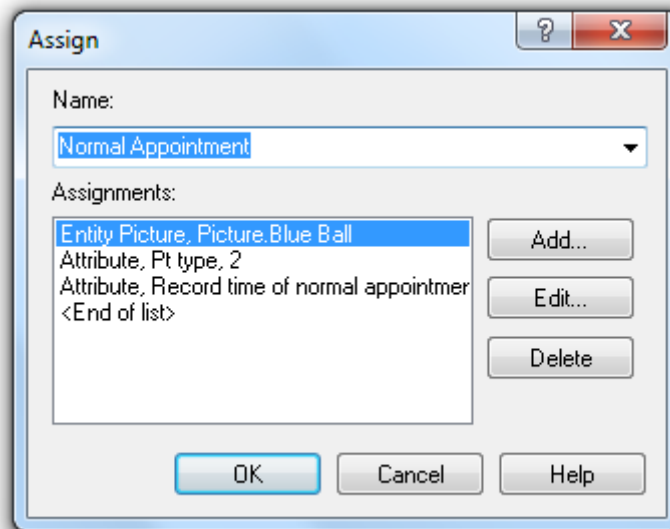 Assign
?
X
Name:
Normal Appointment
Assignments:
Entity Picture, Picture.Blue Ball
Attribute, Pt type, 2
Attribute, Record time of normal appointmer
<End of list>
Add...
Edit...
Delete
OK
Cancel
Help